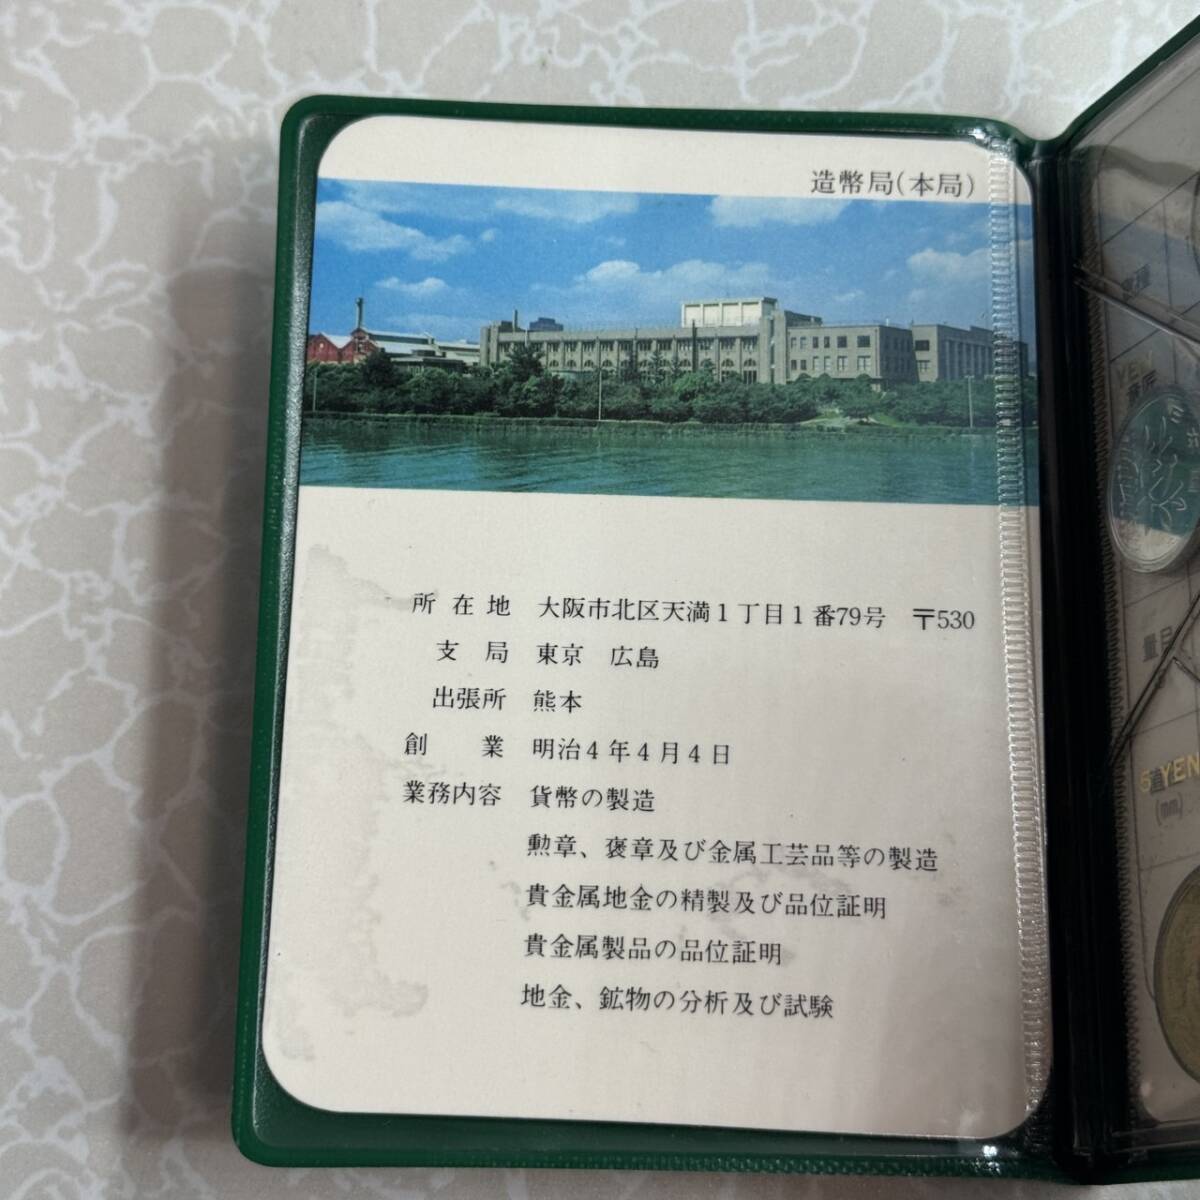 造幣局(本局)
所在地 大阪市北区天満1丁目1番79号 〒530
支局 東京 広島
出張所 熊本
創業 明治4年4月4日
業務内容 貨幣の製造
勲章、褒章及び金属工芸品等の製造
貴金属地金の精製及び品位証明
貴金属製品の品位証明
地金、鉱物の分析及び試験
YEN
量目
5 YEN
(mm)